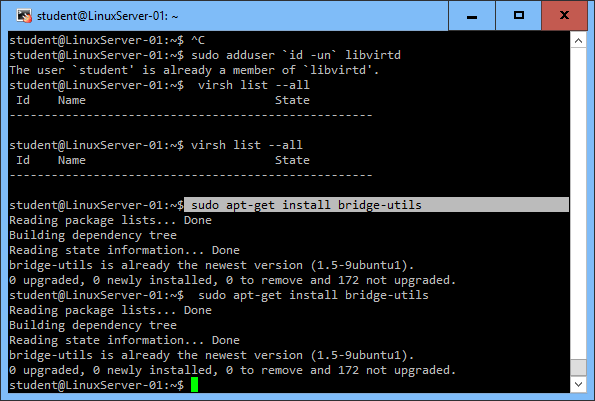 student@LinuxServer-01: ~
student@LinuxServer-01:~$ ^C
student@LinuxServer-01:~$ sudo adduser `id -un` libvirtd
The user `student' is already a member of `libvirtd'.
student@LinuxServer-01:~$  virsh list --all
 Id    Name                           State
----------------------------------------------------
student@LinuxServer-01:~$ virsh list --all
 Id    Name                           State
----------------------------------------------------
student@LinuxServer-01:~$ sudo apt-get install bridge-utils
Reading package lists... Done
Building dependency tree
Reading state information... Done
bridge-utils is already the newest version (1.5-9ubuntu1).
0 upgraded, 0 newly installed, 0 to remove and 172 not upgraded.
student@LinuxServer-01:~$  sudo apt-get install bridge-utils
Reading package lists... Done
Building dependency tree
Reading state information... Done
bridge-utils is already the newest version (1.5-9ubuntu1).
0 upgraded, 0 newly installed, 0 to remove and 172 not upgraded.
student@LinuxServer-01:~$